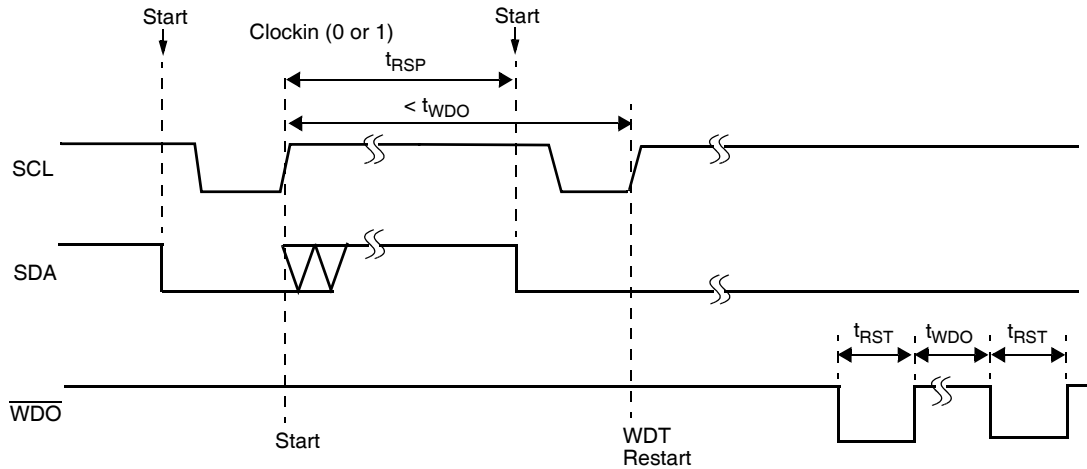 Start
Start
Clockin (0 or 1)
tRSP
< tWDO
SCL
SDA
tRST
tWDO
tRST
WDO
Start
WDT
Restart